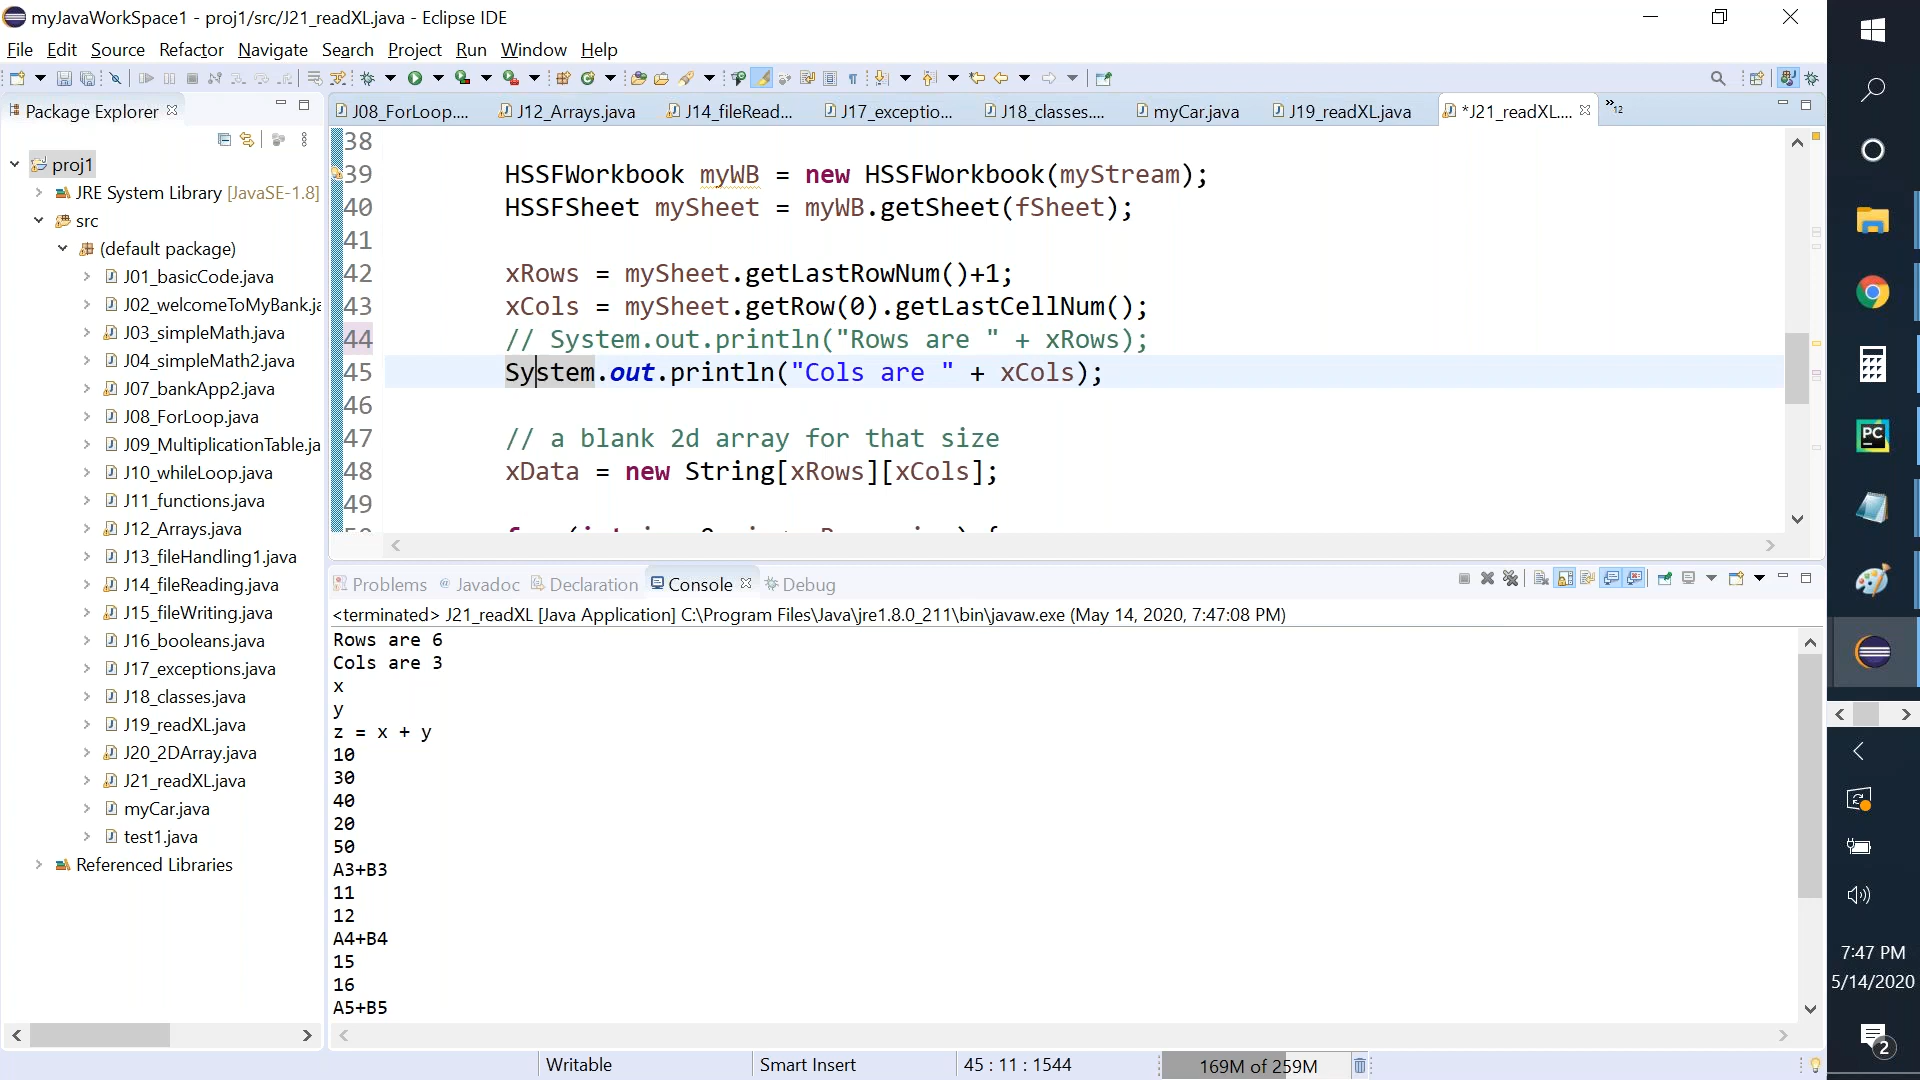 myJavaWorkSpace1 - proj1/src/J21_readXL.java - Eclipse IDE
File Edit Source Refactor Navigate Search Project Run Window Help
Package Explorer
J08_ForLoop.... J12_Arrays.java J14_fileRead... J17_exceptio... J18_classes.... myCar.java J19_readXL.java *J21_readXL.... »12
proj1
JRE System Library [JavaSE-1.8]
src
(default package)
J01_basicCode.java
J02_welcomeToMyBank.ja
J03_simpleMath.java
J04_simpleMath2.java
J07_bankApp2.java
J08_ForLoop.java
J09_MultiplicationTable.ja
J10_whileLoop.java
J11_functions.java
J12_Arrays.java
J13_fileHandling1.java
J14_fileReading.java
J15_fileWriting.java
J16_booleans.java
J17_exceptions.java
J18_classes.java
J19_readXL.java
J20_2DArray.java
J21_readXL.java
myCar.java
test1.java
Referenced Libraries
38
39 HSSFWorkbook myWB = new HSSFWorkbook(myStream);
40 HSSFSheet mySheet = myWB.getSheet(fSheet);
41
42 xRows = mySheet.getLastRowNum()+1;
43 xCols = mySheet.getRow(0).getLastCellNum();
44 // System.out.println("Rows are " + xRows);
45 System.out.println("Cols are " + xCols);
46
47 // a blank 2d array for that size
48 xData = new String[xRows][xCols];
49
Problems @ Javadoc Declaration Console Debug
<terminated> J21_readXL [Java Application] C:\Program Files\Java\jre1.8.0_211\bin\javaw.exe (May 14, 2020, 7:47:08 PM)
Rows are 6
Cols are 3
x
y
z = x + y
10
30
40
20
50
A3+B3
11
12
A4+B4
15
16
A5+B5
Writable Smart Insert 45 : 11 : 1544 169M of 259M
PC
7:47 PM
5/14/2020
2